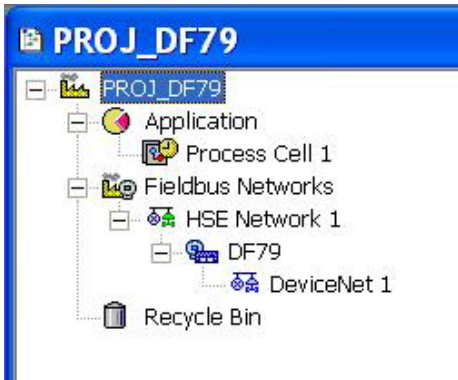 PROJ_DF79
PROJ_DF79
Application
Process Cell 1
Fieldbus Networks
HSE Network 1
DF79
DeviceNet 1
Recycle Bin